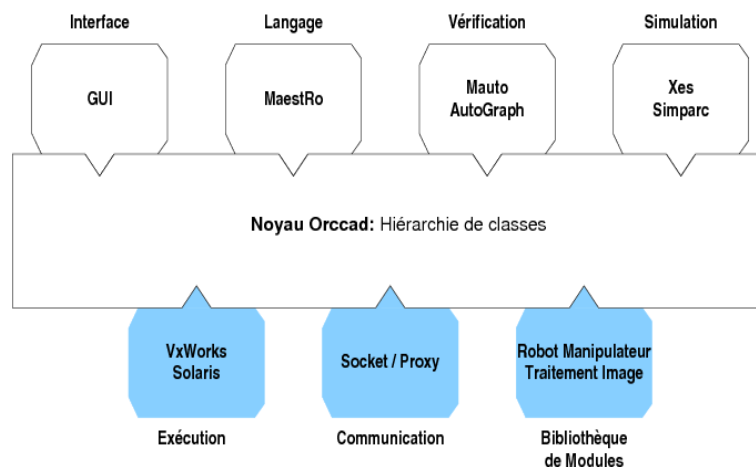 Interface
Langage
Vérification
Simulation
GUI
MaestRo
Mauto
AutoGraph
Xes
Simparc
Noyau Orccad: Hiérarchie de classes
VxWorks
Solaris
Socket / Proxy
Robot Manipulateur
Traitement Image
Exécution
Communication
Bibliothèque
de Modules